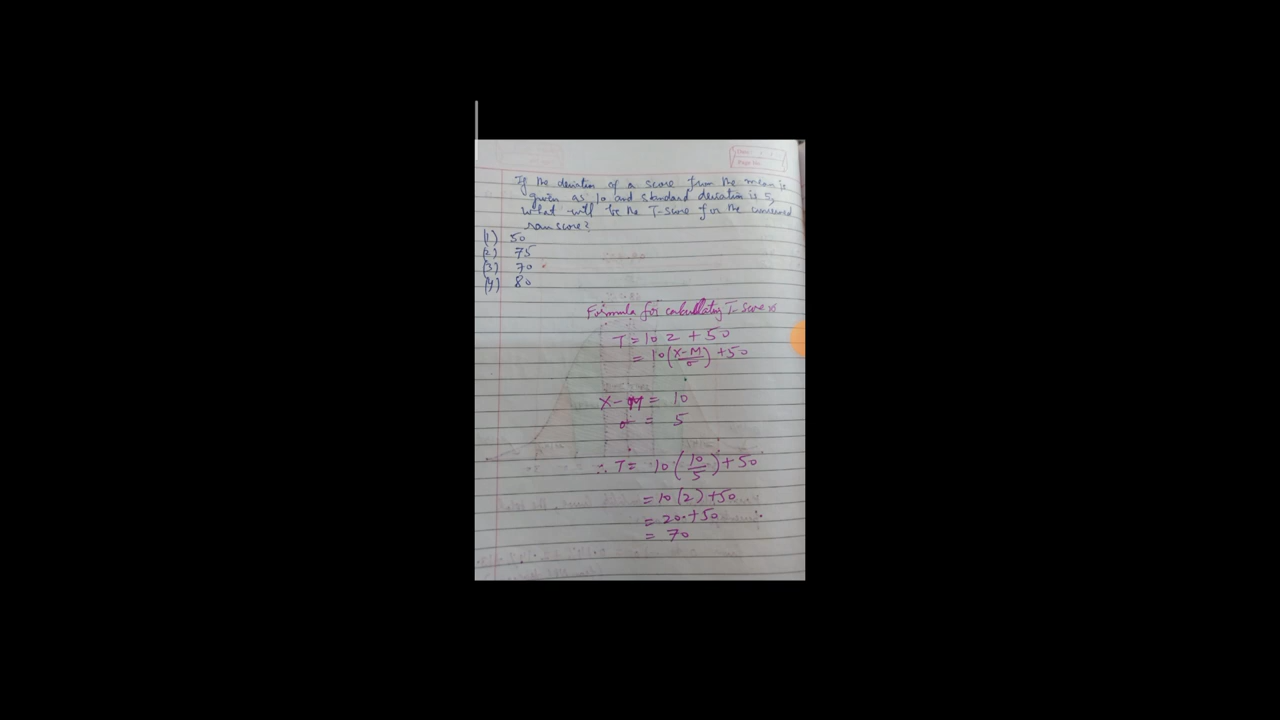 If the deviation of a score from the mean is
given as 10 and standard deviation is 5,
what will be the T-score for the concerned
raw score?
(1) 50
(2) 75
(3) 70
(4) 80
Formula for calculating T-score is
T = 10 z + 50
= 10 (X-M/σ) + 50
X-M = 10
σ = 5
∴ T = 10 (10/5) + 50
= 10 (2) + 50
= 20 + 50
= 70